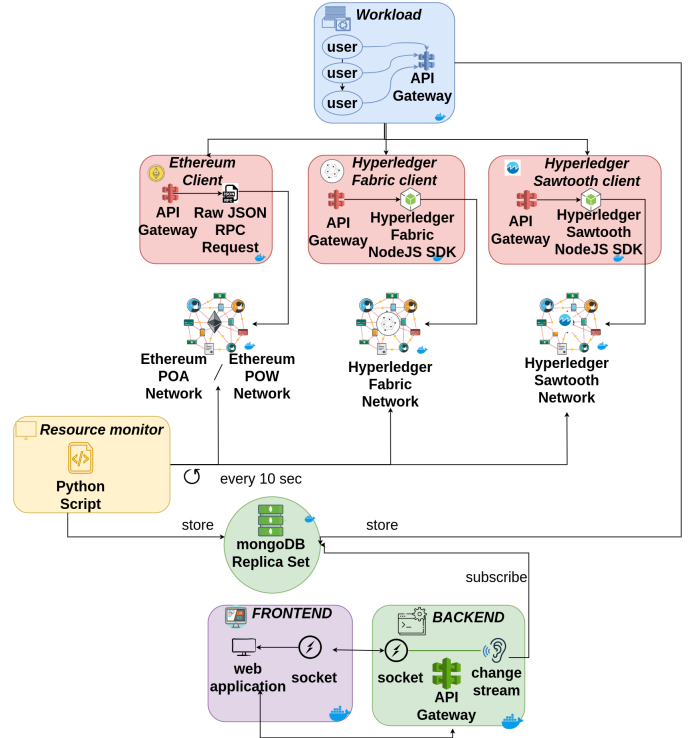 Workload
user
user
user
API
Gateway
Ethereum
Client
API
Gateway
Raw JSON
RPC
Request
Hyperledger
Fabric client
API
Gateway
Hyperledger
Fabric
NodeJS SDK
Hyperledger
Sawtooth client
API
Gateway
Hyperledger
Sawtooth
NodeJS SDK
Ethereum
POA
Network
/
Ethereum
POW
Network
Hyperledger
Fabric
Network
Hyperledger
Sawtooth
Network
Resource monitor
Python
Script
every 10 sec
store
mongoDB
Replica Set
store
subscribe
FRONTEND
web
application
socket
BACKEND
socket
API
Gateway
change
stream